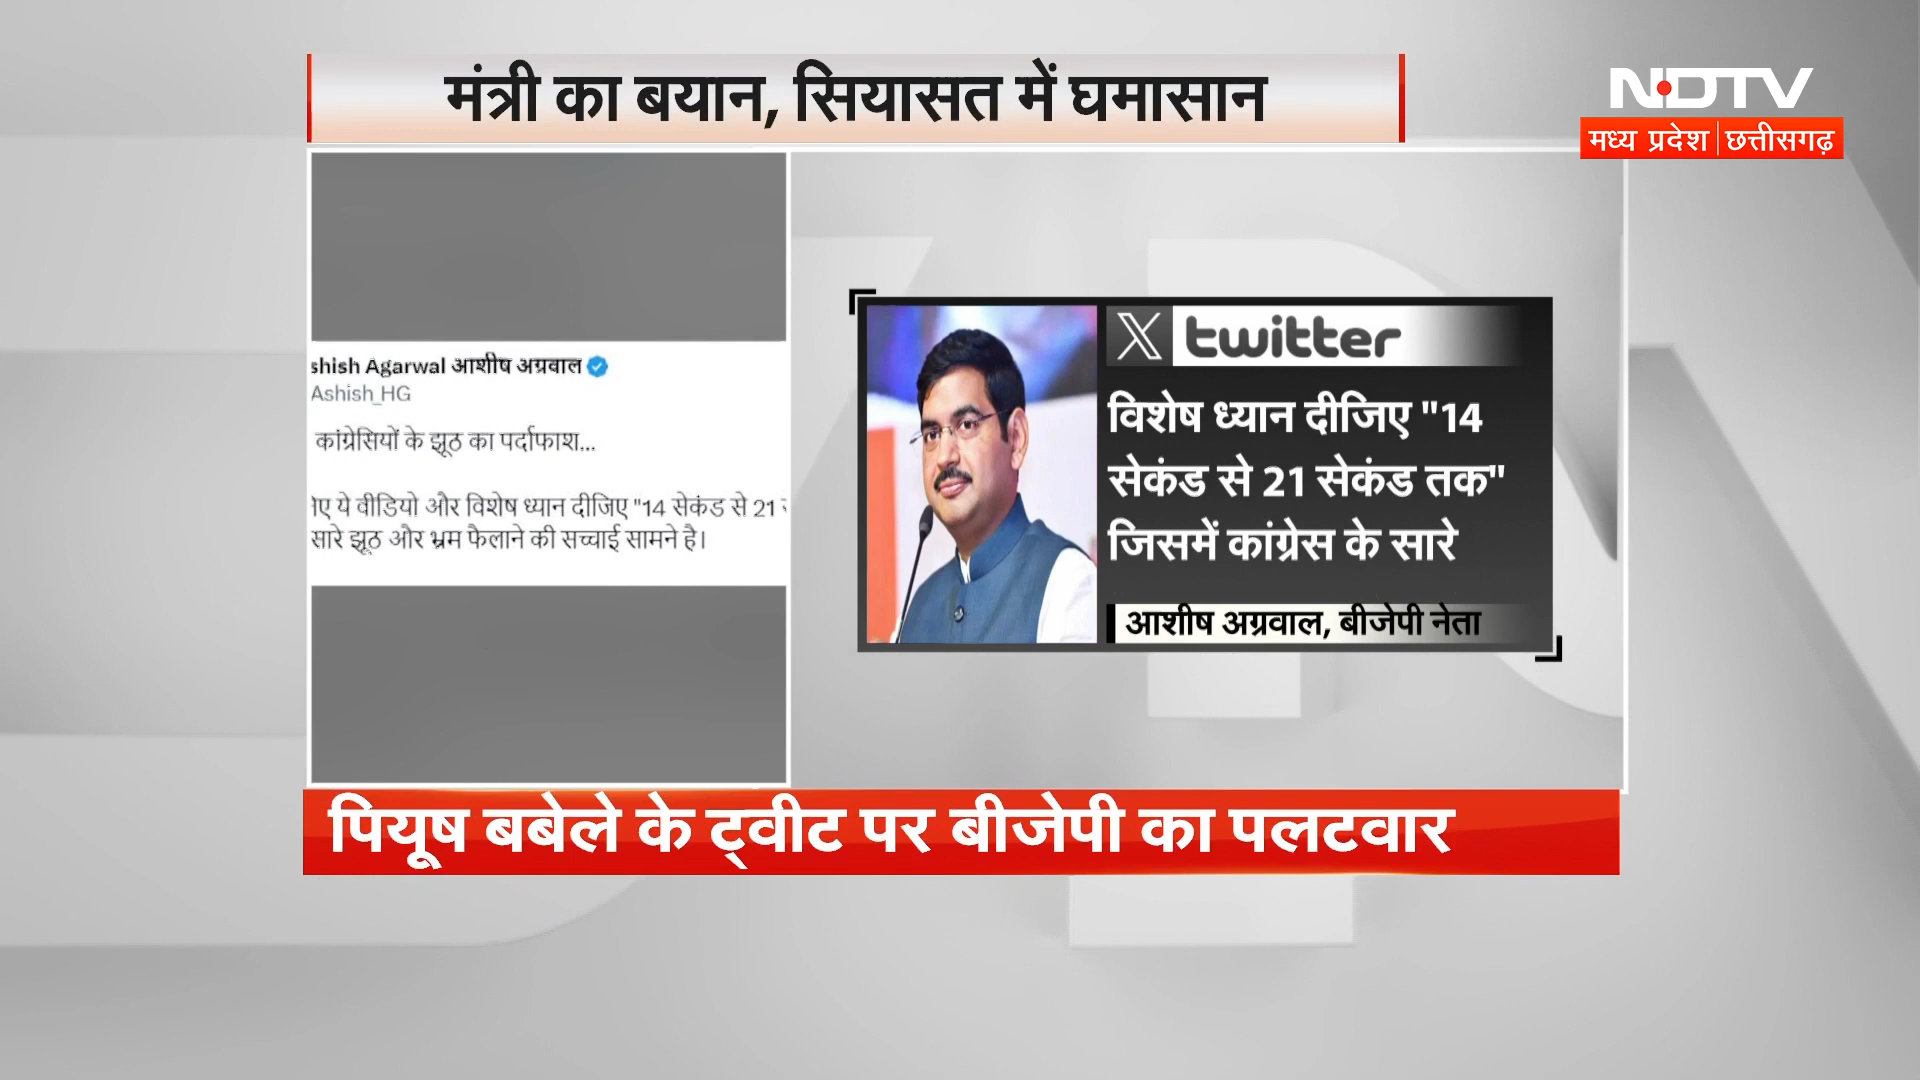 मंत्री का बयान, सियासत में घमासान
NDTV
मध्य प्रदेश छत्तीसगढ़
shish Agarwal आशीष अग्रवाल
Ashish_HG
कांग्रेसियों के झूठ का पर्दाफाश...
ए ये वीडियो और विशेष ध्यान दीजिए "14 सेकंड से 21
सारे झूठ और भ्रम फैलाने की सच्चाई सामने है।
X twitter
विशेष ध्यान दीजिए "14
सेकंड से 21 सेकंड तक"
जिसमें कांग्रेस के सारे
आशीष अग्रवाल, बीजेपी नेता
पियूष बबेले के ट्वीट पर बीजेपी का पलटवार